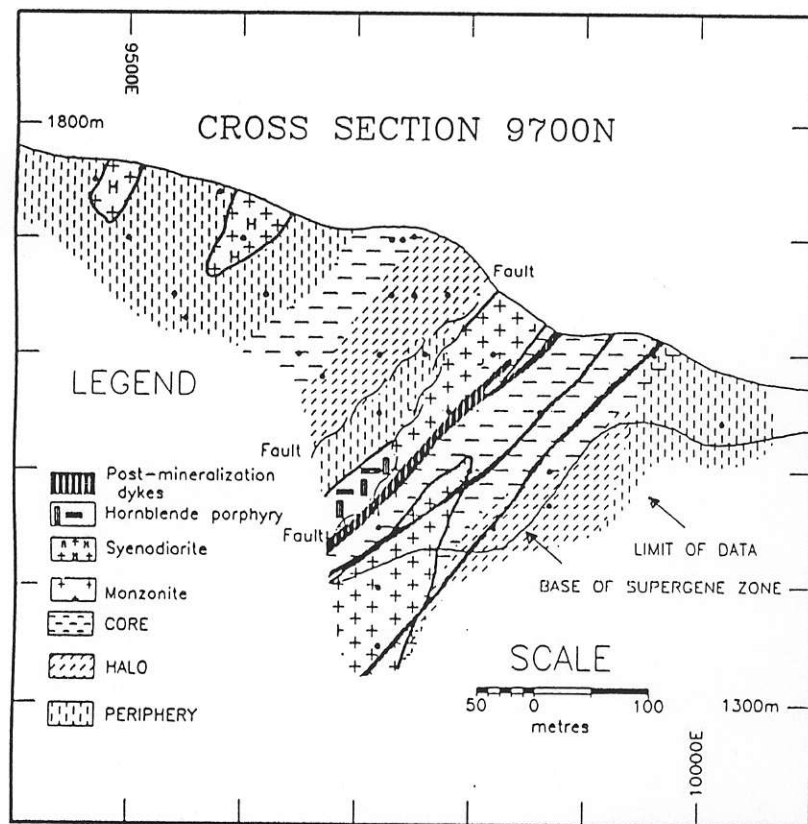 9500E
1800m
CROSS SECTION 9700N
Fault
LEGEND
Fault
Post-mineralization
dykes
Hornblende porphyry
Fault
Syenodiorite
LIMIT OF DATA
Monzonite
BASE OF SUPERGENE ZONE
CORE
HALO
SCALE
PERIPHERY
50 0 100
metres
1300m
10000E
H
H
H